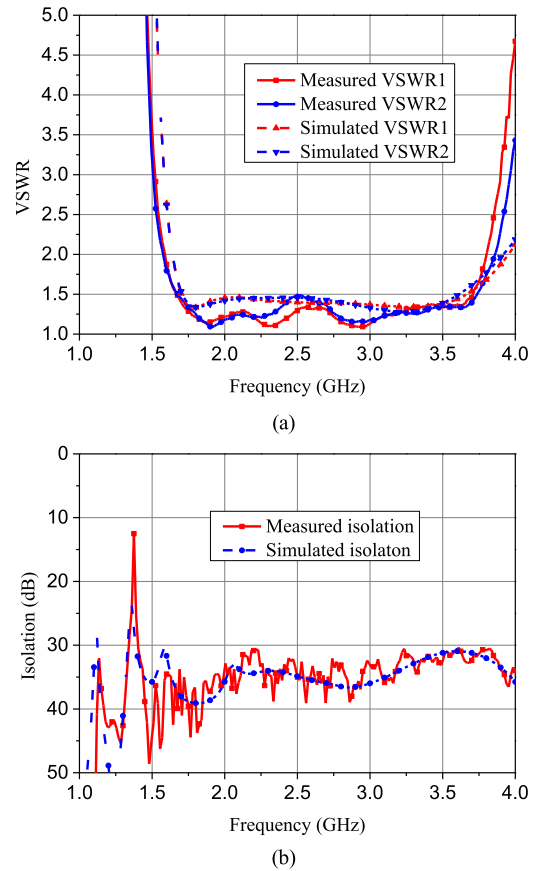 5.0
4.5
4.0
3.5
3.0
2.5
2.0
1.5
1.0
VSWR
Measured VSWR1
Measured VSWR2
Simulated VSWR1
Simulated VSWR2
1.0 1.5 2.0 2.5 3.0 3.5 4.0
Frequency (GHz)
(a)
0
10
20
30
40
50
Isolation (dB)
Measured isolation
Simulated isolaton
1.0 1.5 2.0 2.5 3.0 3.5 4.0
Frequency (GHz)
(b)